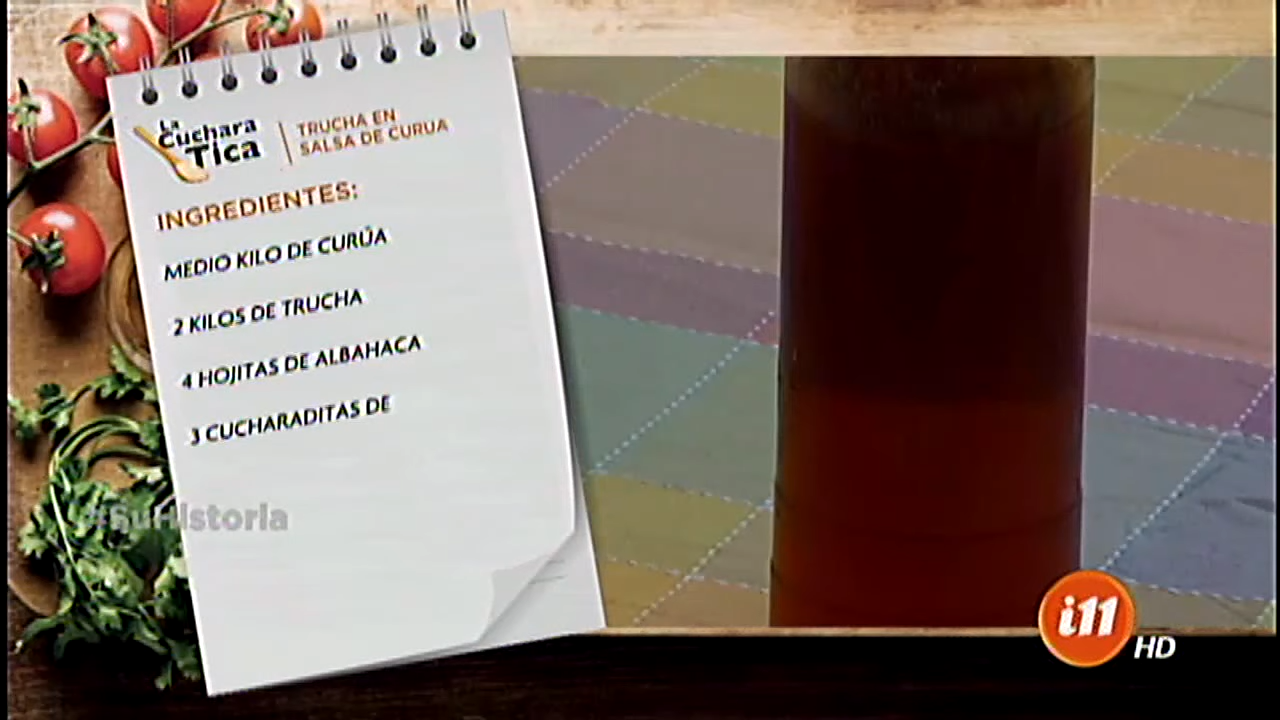 La
Cuchara
Tica
TRUCHA EN
SALSA DE CURUA
INGREDIENTES:
MEDIO KILO DE CURÚA
2 KILOS DE TRUCHA
4 HOJITAS DE ALBAHACA
3 CUCHARADITAS DE
#SuHistoria
i11
HD